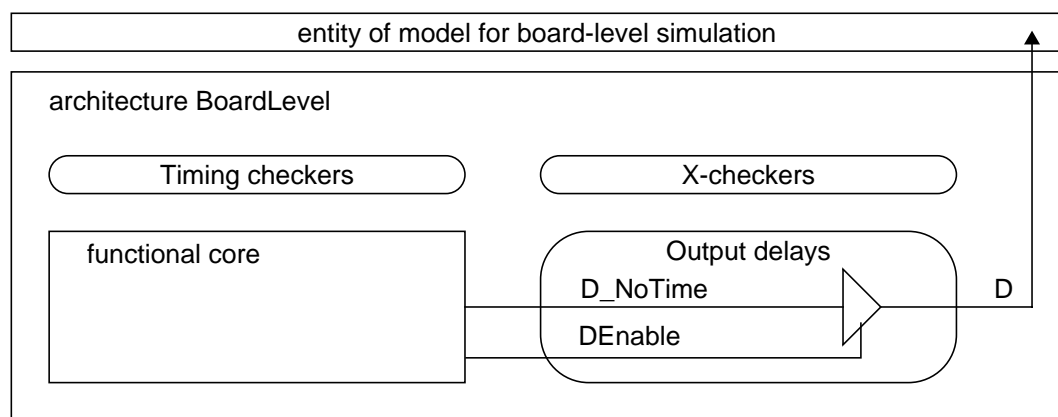 entity of model for board-level simulation
architecture BoardLevel
Timing checkers
X-checkers
functional core
Output delays
D_NoTime
D
DEnable